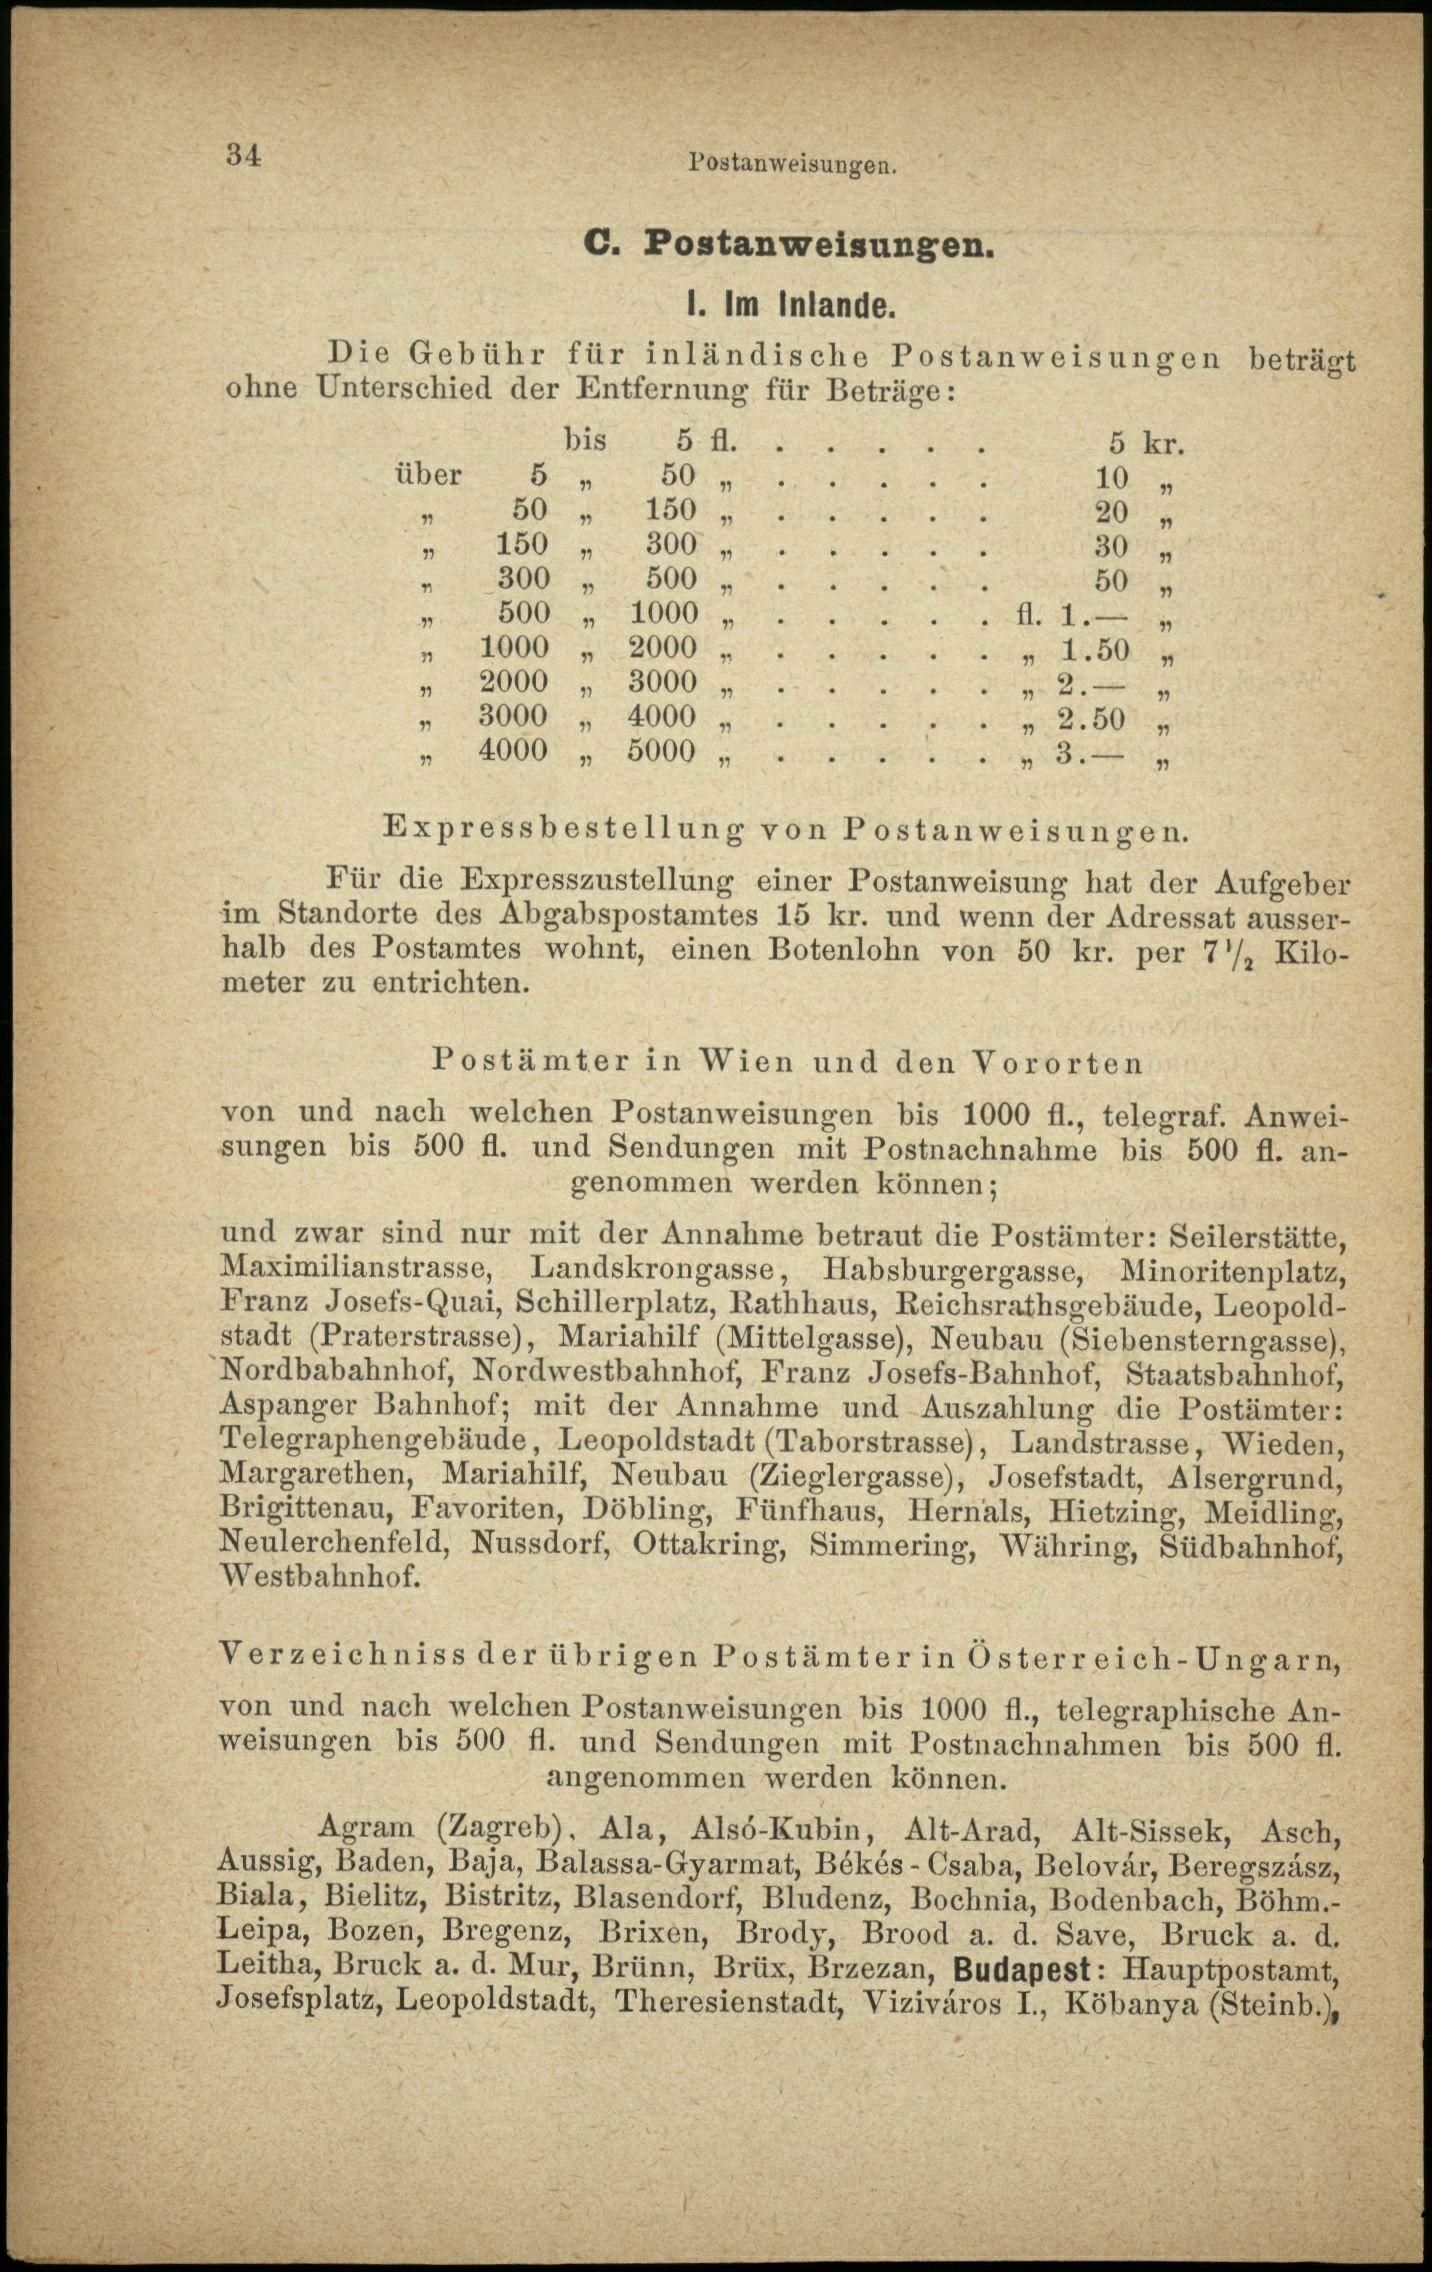 34
Postanweisungen.
C. Postanweisungen.
I. Im Inlande.
Die Gebühr für inländische Postanweisungen beträgt
ohne Unterschied der Entfernung für Beträge:
bis 5 fl. . . . . . 5 kr.
über 5 „ 50 „ . . . . . 10 „
„ 50 „ 150 „ . . . . . 20 „
„ 150 „ 300 „ . . . . . 30 „
„ 300 „ 500 „ . . . . . 50 „
„ 500 „ 1000 „ . . . . . fl. 1.— „
„ 1000 „ 2000 „ . . . . . „ 1.50 „
„ 2000 „ 3000 „ . . . . . „ 2.— „
„ 3000 „ 4000 „ . . . . . „ 2.50 „
„ 4000 „ 5000 „ . . . . . „ 3.— „
Expressbestellung von Postanweisungen.
Für die Expresszustellung einer Postanweisung hat der Aufgeber
im Standorte des Abgabspostamtes 15 kr. und wenn der Adressat ausser-
halb des Postamtes wohnt, einen Botenlohn von 50 kr. per 7 1/2 Kilo-
meter zu entrichten.
Postämter in Wien und den Vororten
von und nach welchen Postanweisungen bis 1000 fl., telegraf. Anwei-
sungen bis 500 fl. und Sendungen mit Postnachnahme bis 500 fl. an-
genommen werden können;
und zwar sind nur mit der Annahme betraut die Postämter: Seilerstätte,
Maximilianstrasse, Landskrongasse, Habsburgergasse, Minoritenplatz,
Franz Josefs-Quai, Schillerplatz, Rathhaus, Reichsrathsgebäude, Leopold-
stadt (Praterstrasse), Mariahilf (Mittelgasse), Neubau (Siebensterngasse),
Nordbabahnhof, Nordwestbahnhof, Franz Josefs-Bahnhof, Staatsbahnhof,
Aspanger Bahnhof; mit der Annahme und Auszahlung die Postämter:
Telegraphengebäude, Leopoldstadt (Taborstrasse), Landstrasse, Wieden,
Margarethen, Mariahilf, Neubau (Zieglergasse), Josefstadt, Alsergrund,
Brigittenau, Favoriten, Döbling, Fünfhaus, Hernals, Hietzing, Meidling,
Neulerchenfeld, Nussdorf, Ottakring, Simmering, Währing, Südbahnhof,
Westbahnhof.
Verzeichniss der übrigen Postämter in Österreich-Ungarn,
von und nach welchen Postanweisungen bis 1000 fl., telegraphische An-
weisungen bis 500 fl. und Sendungen mit Postnachnahmen bis 500 fl.
angenommen werden können.
Agram (Zagreb), Ala, Alsó-Kubin, Alt-Arad, Alt-Sissek, Asch,
Aussig, Baden, Baja, Balassa-Gyarmat, Békés-Csaba, Belovár, Beregszász,
Biala, Bielitz, Bistritz, Blasendorf, Bludenz, Bochnia, Bodenbach, Böhm.-
Leipa, Bozen, Bregenz, Brixen, Brody, Brood a. d. Save, Bruck a. d.
Leitha, Bruck a. d. Mur, Brünn, Brüx, Brzezan, Budapest: Hauptpostamt,
Josefsplatz, Leopoldstadt, Theresienstadt, Viziváros I., Köbanya (Steinb.),